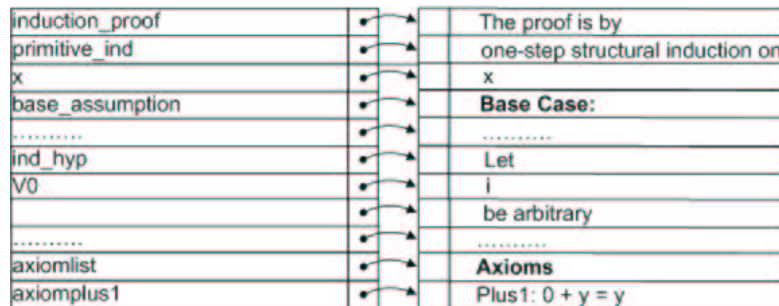 induction_proof The proof is by
primitive_ind one-step structural induction on
x x
base_assumption Base Case:
.......... ..........
ind_hyp Let
V0 i
be arbitrary
.......... ..........
axiomlist Axioms
axiomplus1 Plus1: 0 + y = y